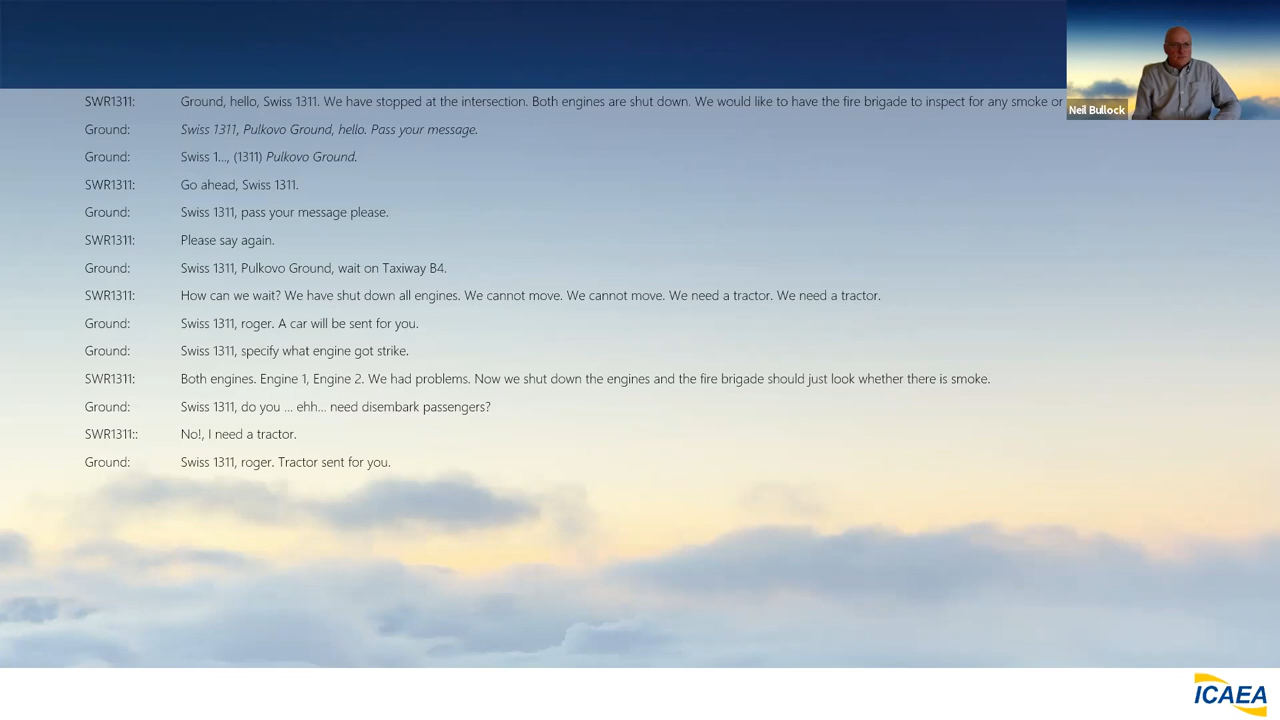 SWR1311: Ground, hello, Swiss 1311. We have stopped at the intersection. Both engines are shut down. We would like to have the fire brigade to inspect for any smoke or
Neil Bullock
Ground: Swiss 1311, Pulkovo Ground, hello. Pass your message.
Ground: Swiss 1..., (1311) Pulkovo Ground.
SWR1311: Go ahead, Swiss 1311.
Ground: Swiss 1311, pass your message please.
SWR1311: Please say again.
Ground: Swiss 1311, Pulkovo Ground, wait on Taxiway B4.
SWR1311: How can we wait? We have shut down all engines. We cannot move. We cannot move. We need a tractor. We need a tractor.
Ground: Swiss 1311, roger. A car will be sent for you.
Ground: Swiss 1311, specify what engine got strike.
SWR1311: Both engines. Engine 1, Engine 2. We had problems. Now we shut down the engines and the fire brigade should just look whether there is smoke.
Ground: Swiss 1311, do you ... ehh... need disembark passengers?
SWR1311:: No!, I need a tractor.
Ground: Swiss 1311, roger. Tractor sent for you.
ICAEA